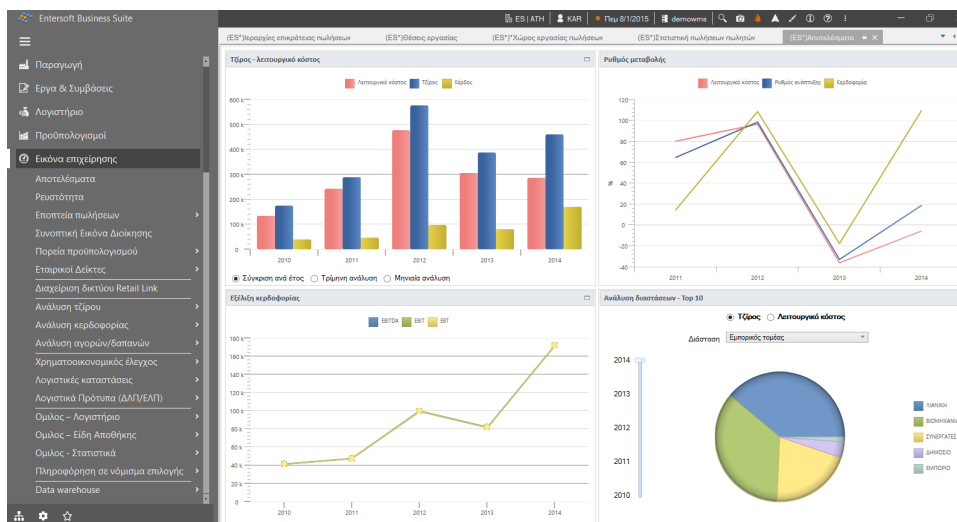 Entersoft Business Suite
ES | ATH KAR Πεμ 8/1/2015 demowms
(ES*)Ιεραρχίες επικράτειας πωλήσεων (ES*)Θέσεις εργασίας (ES*)*Χώρος εργασίας πωλήσεων (ES*)Στατιστική πωλήσεων πωλητών (ES*)Αποτελέσματα
Παραγωγή
Εργα & Συμβάσεις
Λογιστήριο
Προϋπολογισμοί
Εικόνα επιχείρησης
Αποτελέσματα
Ρευστότητα
Εποπτεία πωλήσεων
Συνοπτική Εικόνα Διοίκησης
Πορεία προϋπολογισμού
Εταιρικοί Δείκτες
Διαχείριση δικτύου Retail Link
Ανάλυση τζίρου
Ανάλυση κερδοφορίας
Ανάλυση αγορών/δαπανών
Χρηματοοικονομικός έλεγχος
Λογιστικές καταστάσεις
Λογιστικά Πρότυπα (ΔΛΠ/ΕΛΠ)
Ομιλος – Λογιστήριο
Ομιλος – Είδη Αποθήκης
Ομιλος - Στατιστικά
Πληροφόρηση σε νόμισμα επιλογής
Data warehouse
Τζίρος - λειτουργικό κόστος
Λειτουργικό κόστος Τζίρος Κέρδος
600 k
500 k
400 k
300 k
200 k
100 k
0
2010 2011 2012 2013 2014
Σύγκριση ανά έτος Τρίμηνη ανάλυση Μηνιαία ανάλυση
Ρυθμός μεταβολής
Λειτουργικό κόστος Ρυθμός ανάπτυξης Κερδοφορία
120
100
80
60
% 40
20
0
-20
-40
2011 2012 2013 2014
Εξέλιξη κερδοφορίας
EBITDA EBIT EBT
180 k
160 k
140 k
120 k
100 k
80 k
60 k
40 k
20 k
0
2010 2011 2012 2013 2014
Ανάλυση διαστάσεων - Top 10
Τζίρος Λειτουργικό κόστος
Διάσταση Εμπορικός τομέας
2014
2013
2012
2011
2010
ΛΙΑΝΙΚΗ
ΒΙΟΜΗΧΑΝΙΑ
ΣΥΝΕΡΓΑΤΕΣ
ΔΗΜΟΣΙΟ
ΕΜΠΟΡΙΟ